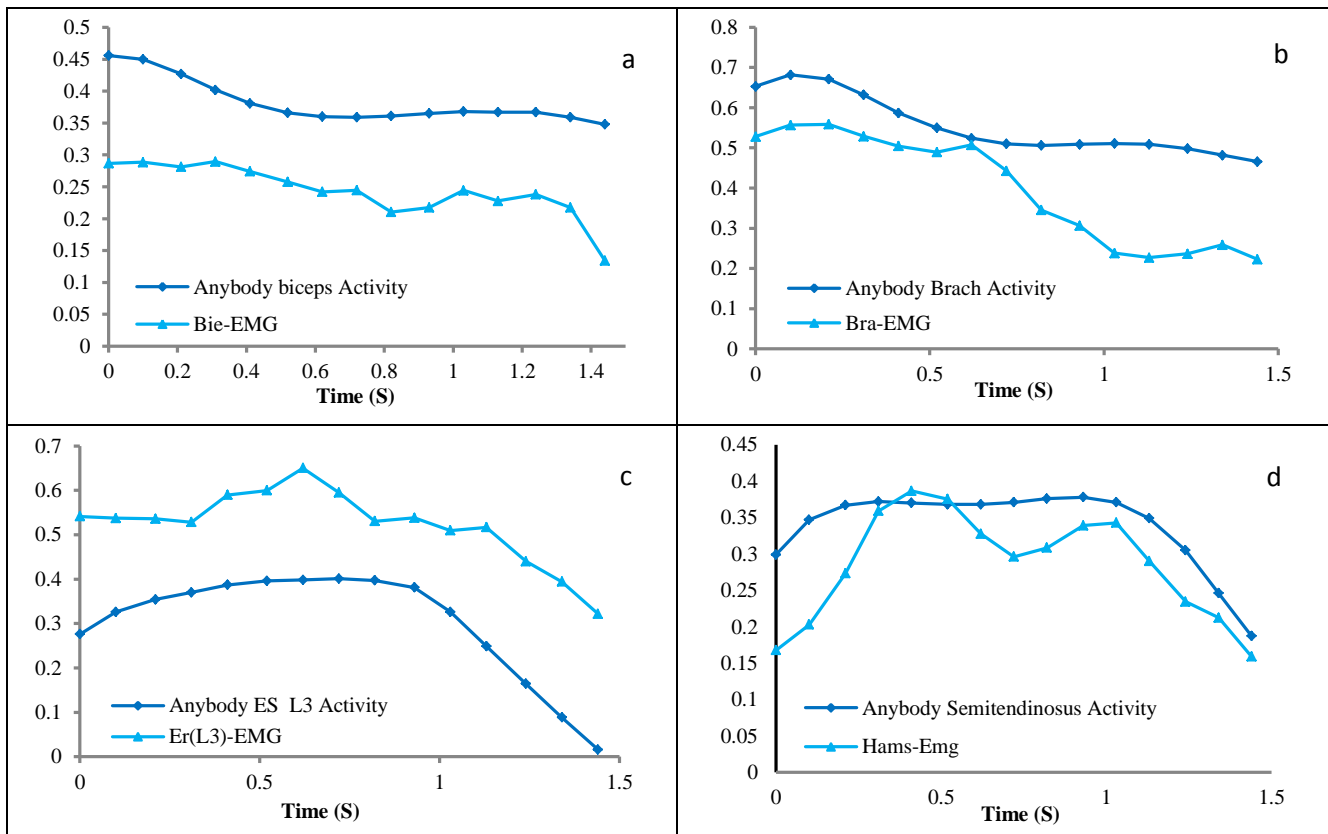 a
0.5
0.45
0.4
0.35
0.3
0.25
0.2
0.15
0.1
0.05
0
Anybody biceps Activity
Bie-EMG
0 0.2 0.4 0.6 0.8 1 1.2 1.4
Time (S)
b
0.8
0.7
0.6
0.5
0.4
0.3
0.2
0.1
0
Anybody Brach Activity
Bra-EMG
0 0.5 1 1.5
Time (S)
c
0.7
0.6
0.5
0.4
0.3
0.2
0.1
0
Anybody ES L3 Activity
Er(L3)-EMG
0 0.5 1 1.5
Time (S)
d
0.45
0.4
0.35
0.3
0.25
0.2
0.15
0.1
0.05
0
Anybody Semitendinosus Activity
Hams-Emg
0 0.5 1 1.5
Time (S)